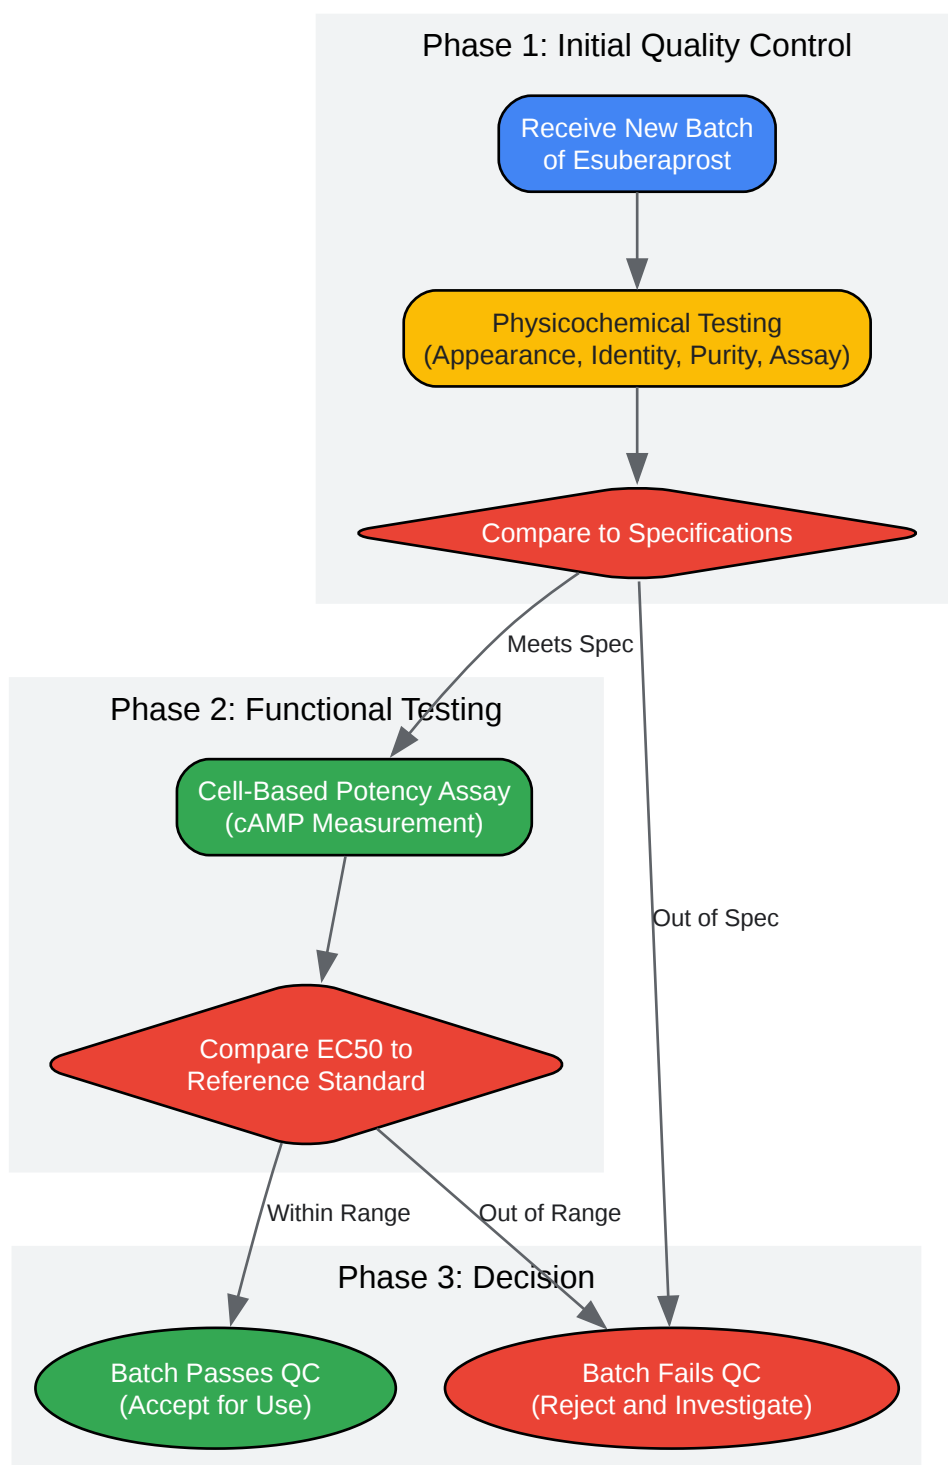 Phase 1: Initial Quality Control
Receive New Batch
of Esuberaprost
Physicochemical Testing
(Appearance, Identity, Purity, Assay)
Compare to Specifications
Meets Spec
Phase 2: Functional Testing
Cell-Based Potency Assay
(cAMP Measurement)
Out of Spec
Compare EC50 to
Reference Standard
Within Range
Out of Range
Phase 3: Decision
Batch Passes QC
(Accept for Use)
Batch Fails QC
(Reject and Investigate)